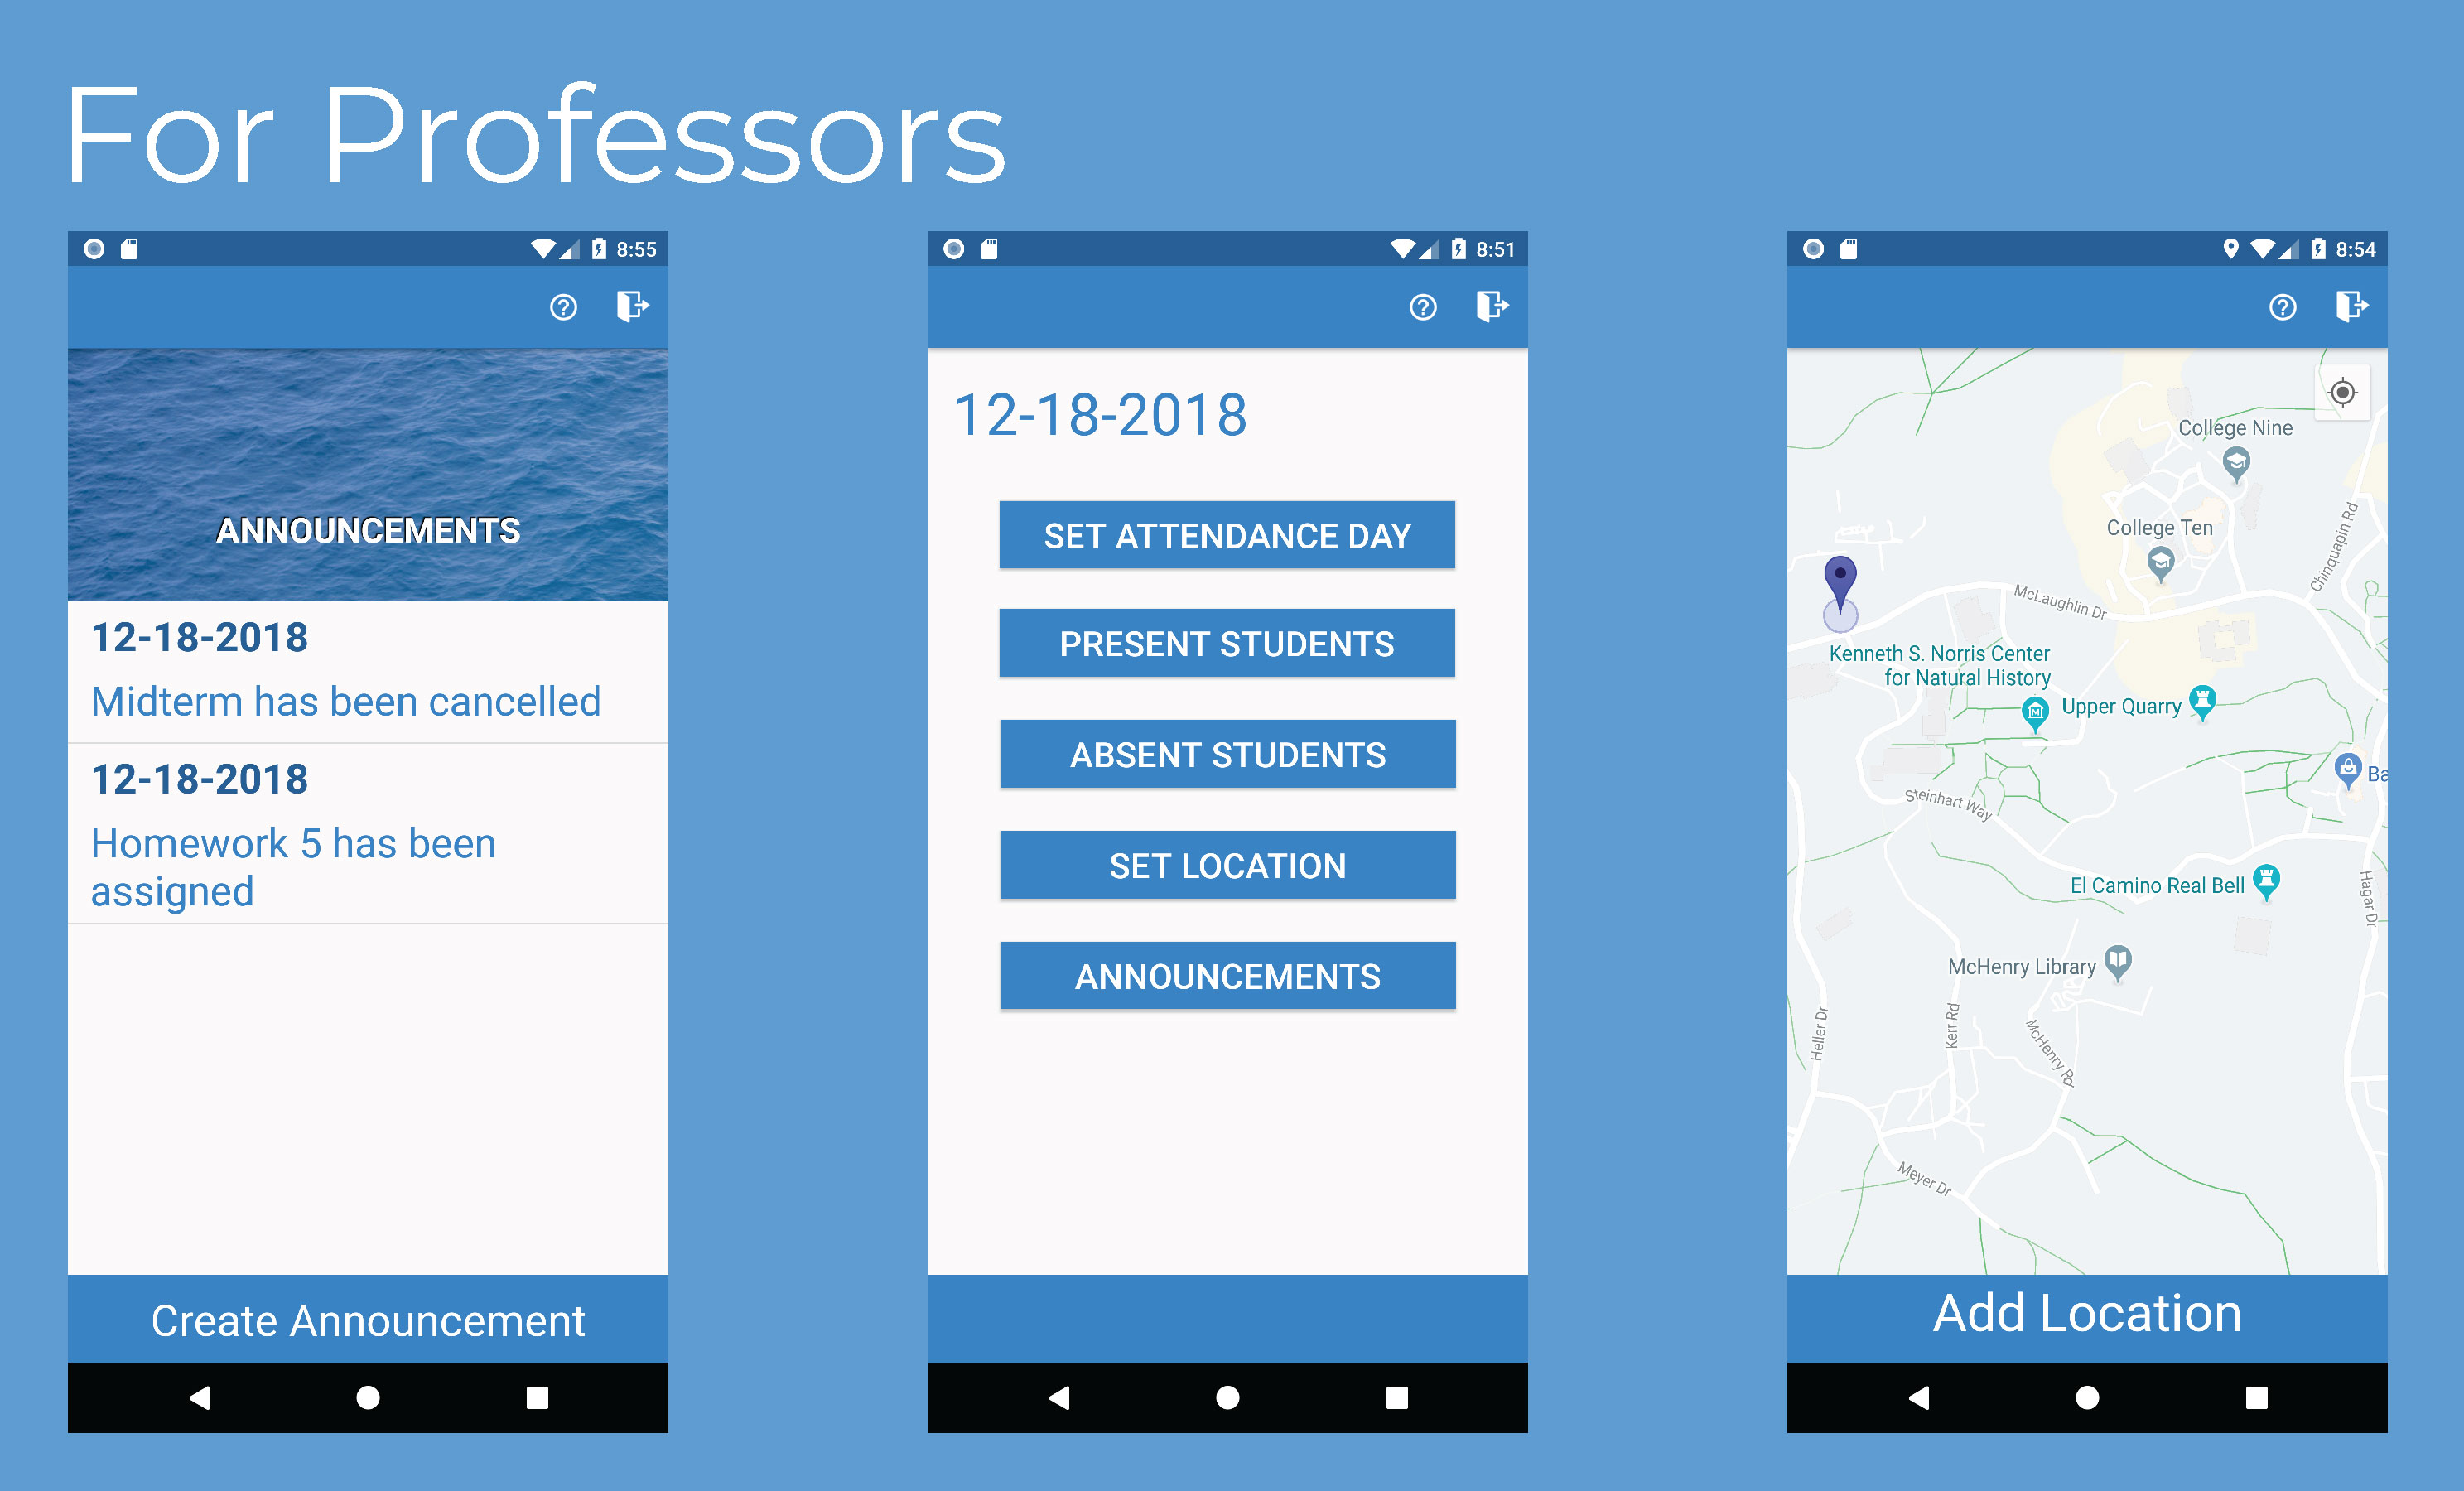 For Professors
8:55
ANNOUNCEMENTS
12-18-2018
Midterm has been cancelled
12-18-2018
Homework 5 has been
assigned
Create Announcement
8:51
12-18-2018
SET ATTENDANCE DAY
PRESENT STUDENTS
ABSENT STUDENTS
SET LOCATION
ANNOUNCEMENTS
8:54
College Nine
College Ten
Chinquapin Rd
McLaughlin Dr
Kenneth S. Norris Center
for Natural History
Upper Quarry
Ba
Steinhart Way
El Camino Real Bell
Hagar Dr
McHenry Library
Heller Dr
Kerr Rd
McHenry Rd
Meyer Dr
Add Location